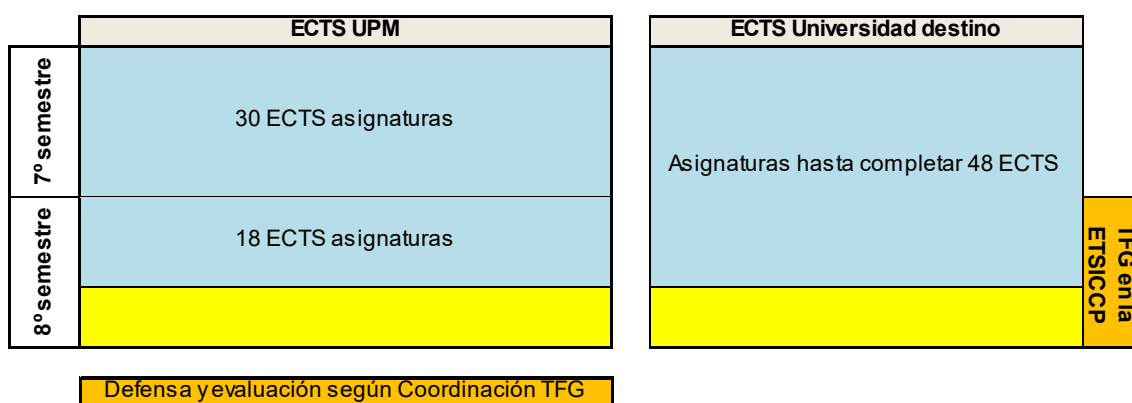 ECTS UPM
ECTS Universidad destino
7º semestre
30 ECTS asignaturas
Asignaturas hasta completar 48 ECTS
8º semestre
18 ECTS asignaturas
TFG en la
ETSICCP
Defensa y evaluación según Coordinación TFG